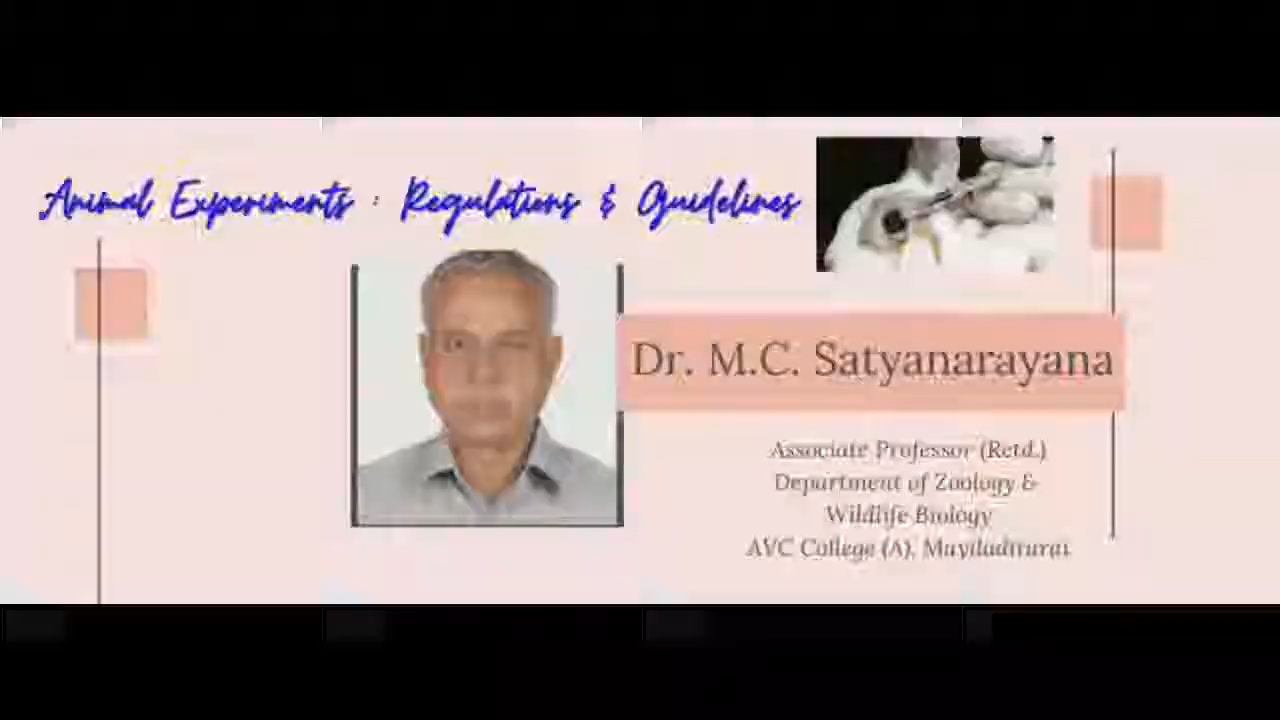 Animal Experiments : Regulations & Guidelines
Dr. M.C. Satyanarayana
Associate Professor (Retd.)
Department of Zoology &
Wildlife Biology
AVC College (A), Mayiladuturai